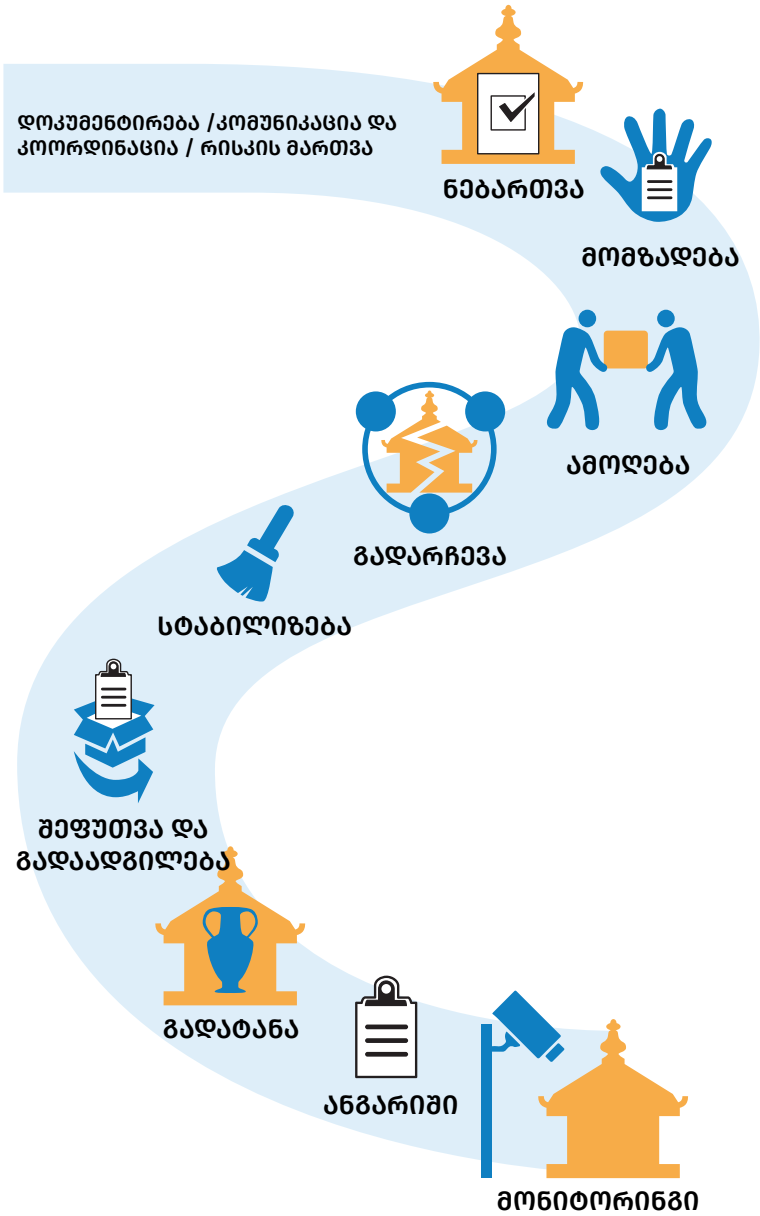 დოკუმენტირება /კომუნიკაცია და
კოორდინაცია / რისკის მართვა
ნებართვა
მომზადება
ამოღება
გადარჩევა
სტაბილიზება
შეფუთვა და
გადაადგილება
გადატანა
ანგარიში
მონიტორინგი